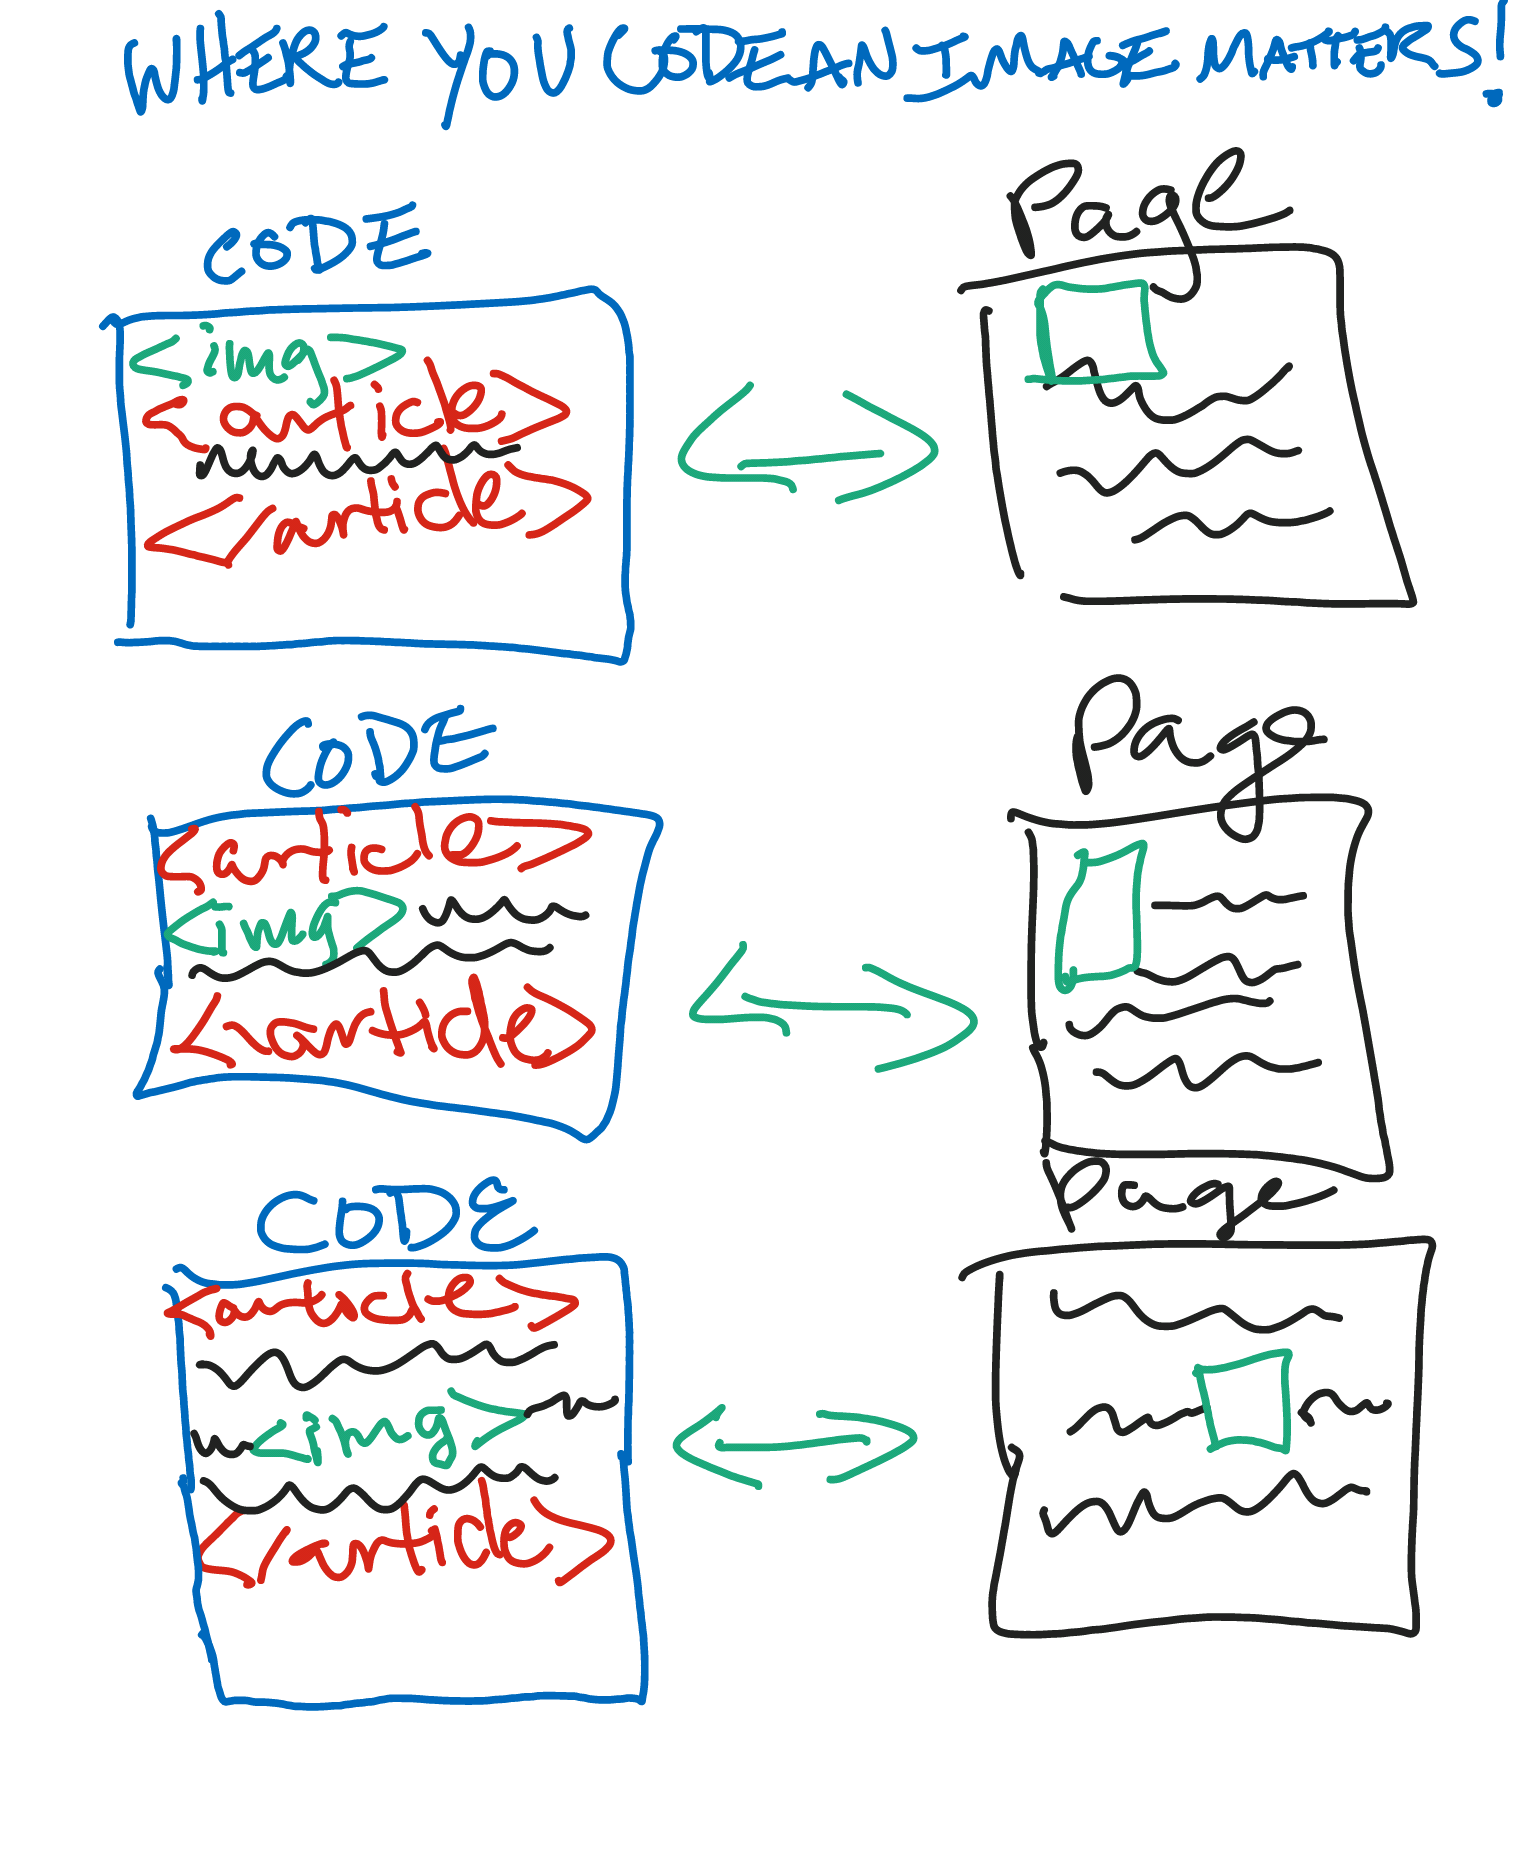 WHERE YOU CODE AN IMAGE MATTERS!
CODE
Page
<img>
<article>
</article>
CODE
Page
<article>
<img>
<article>
CODE
Page
<article>
<img>
</article>